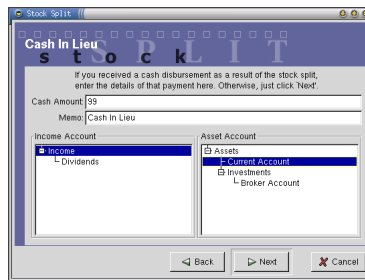 Stock Split
Cash In Lieu
stock
SPLIT
If you received a cash disbursement as a result of the stock split,
enter the details of that payment here. Otherwise, just click 'Next'.
Cash Amount: 99
Memo: Cash In Lieu
Income Account
Income
Dividends
Asset Account
Assets
Current Account
Investments
Broker Account
Back
Next
Cancel